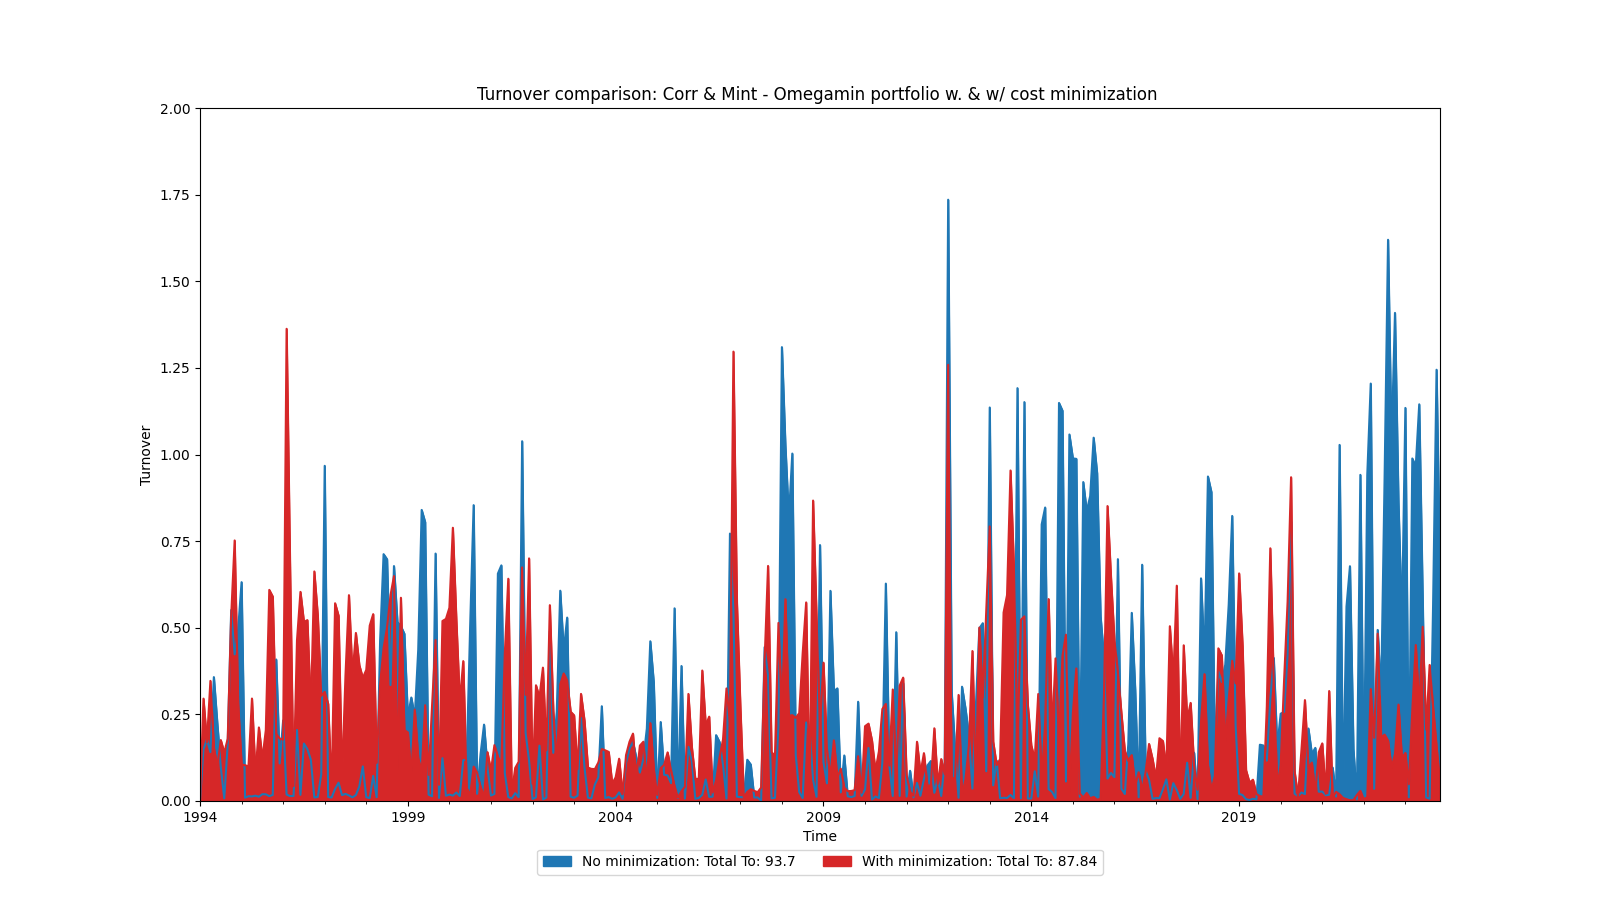 Turnover comparison: Corr & Mint - Omegamin portfolio w. & w/ cost minimization
2.00
1.75
1.50
1.25
1.00
0.75
0.50
0.25
0.00
Turnover
1994 1999 2004 2009 2014 2019
Time
No minimization: Total To: 93.7 With minimization: Total To: 87.84